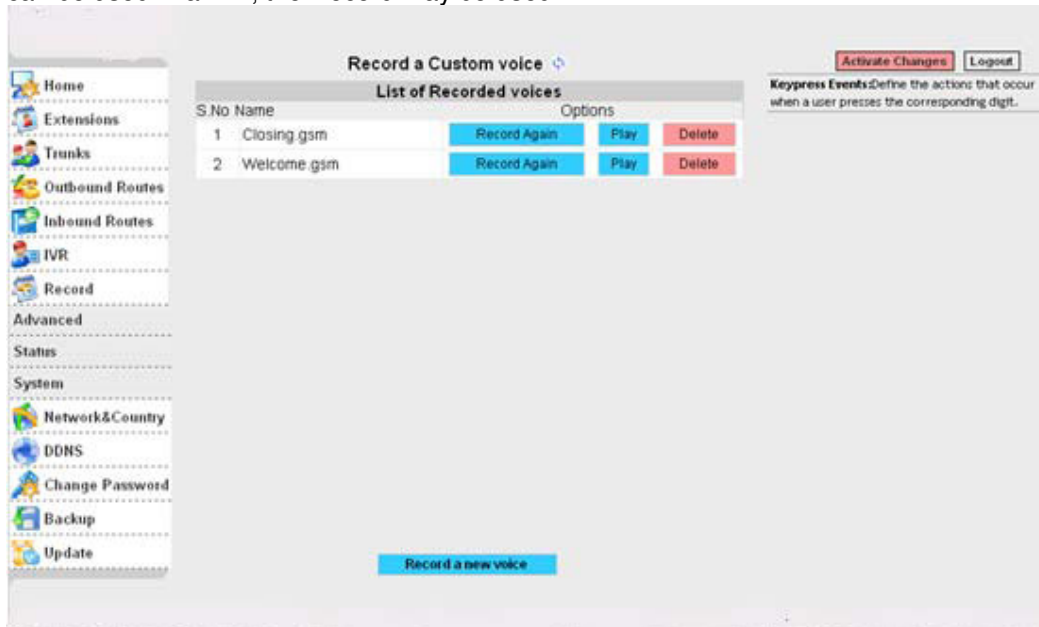 Record a Custom voice
Activate Changes Logout
Keypress Events:Define the actions that occur
when a user presses the corresponding digit.
List of Recorded voices
S.No Name Options
1 Closing.gsm Record Again Play Delete
2 Welcome.gsm Record Again Play Delete
Home
Extensions
Trunks
Outbound Routes
Inbound Routes
IVR
Record
Advanced
Status
System
Network&Country
DDNS
Change Password
Backup
Update
Record a new voice